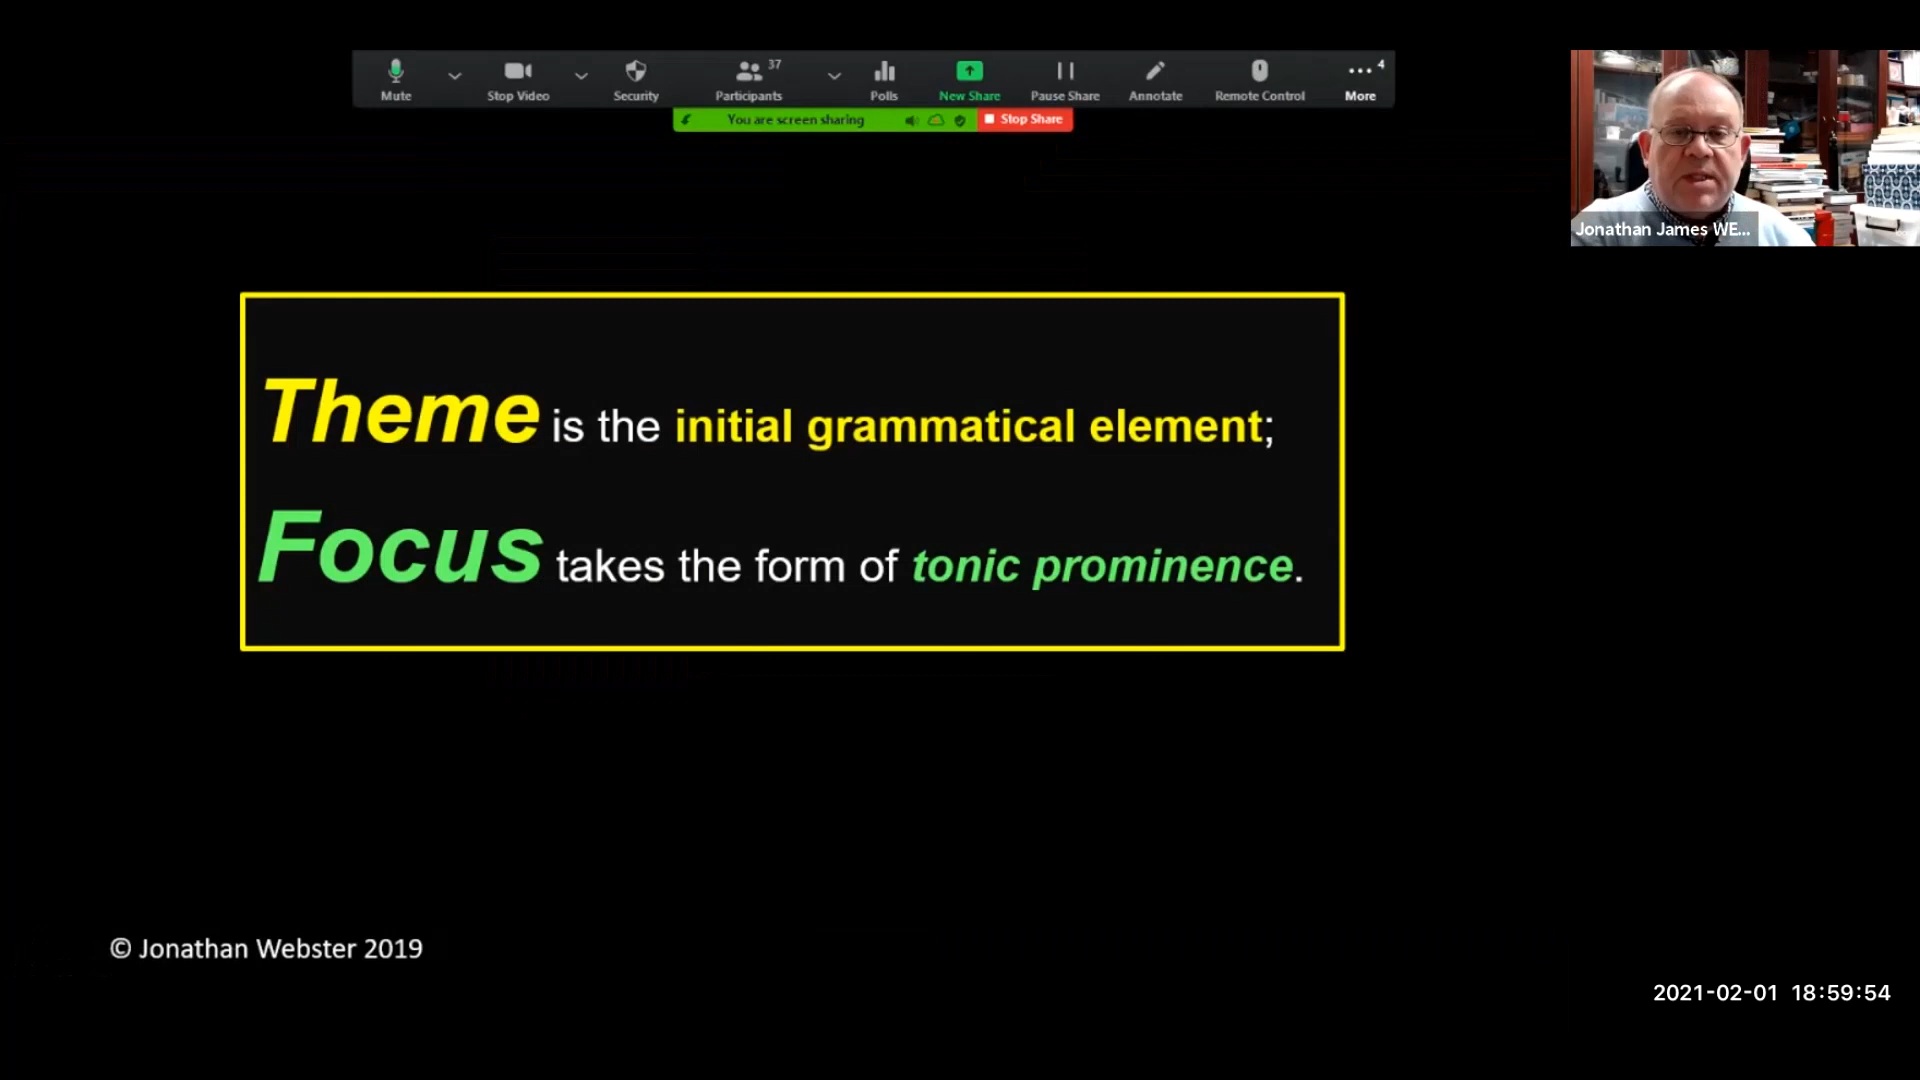 37
4
Mute
Stop Video
Security
Participants
Polls
New Share
Pause Share
Annotate
Remote Control
More
You are screen sharing
Stop Share
Jonathan James WE...
Theme is the initial grammatical element;
Focus takes the form of tonic prominence.
© Jonathan Webster 2019
2021-02-01 18:59:54